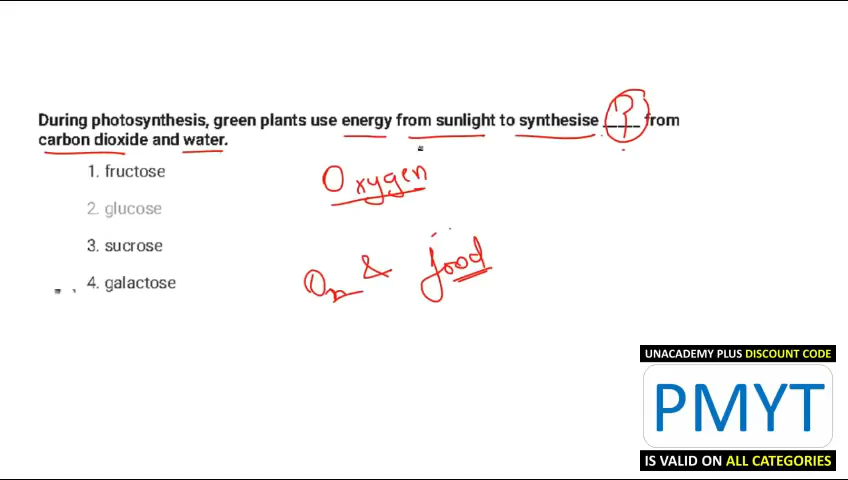 During photosynthesis, green plants use energy from sunlight to synthesise ____ from
?
carbon dioxide and water.
1. fructose
Oxygen
2. glucose
3. sucrose
O2 & food
4. galactose
UNACADEMY PLUS DISCOUNT CODE
PMYT
IS VALID ON ALL CATEGORIES